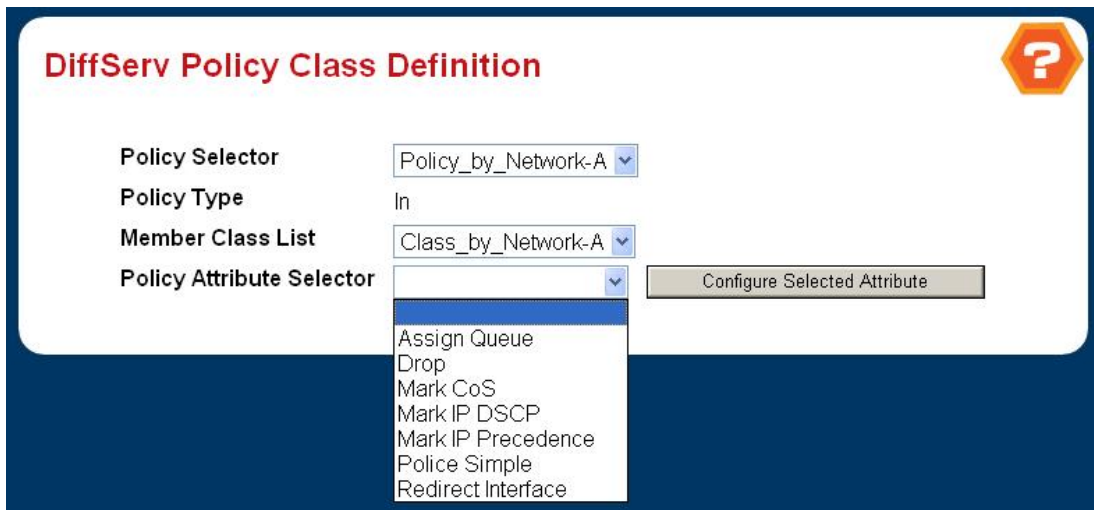 DiffServ Policy Class Definition
?
Policy Selector Policy_by_Network-A
Policy Type In
Member Class List Class_by_Network-A
Policy Attribute Selector Configure Selected Attribute
Assign Queue
Drop
Mark CoS
Mark IP DSCP
Mark IP Precedence
Police Simple
Redirect Interface